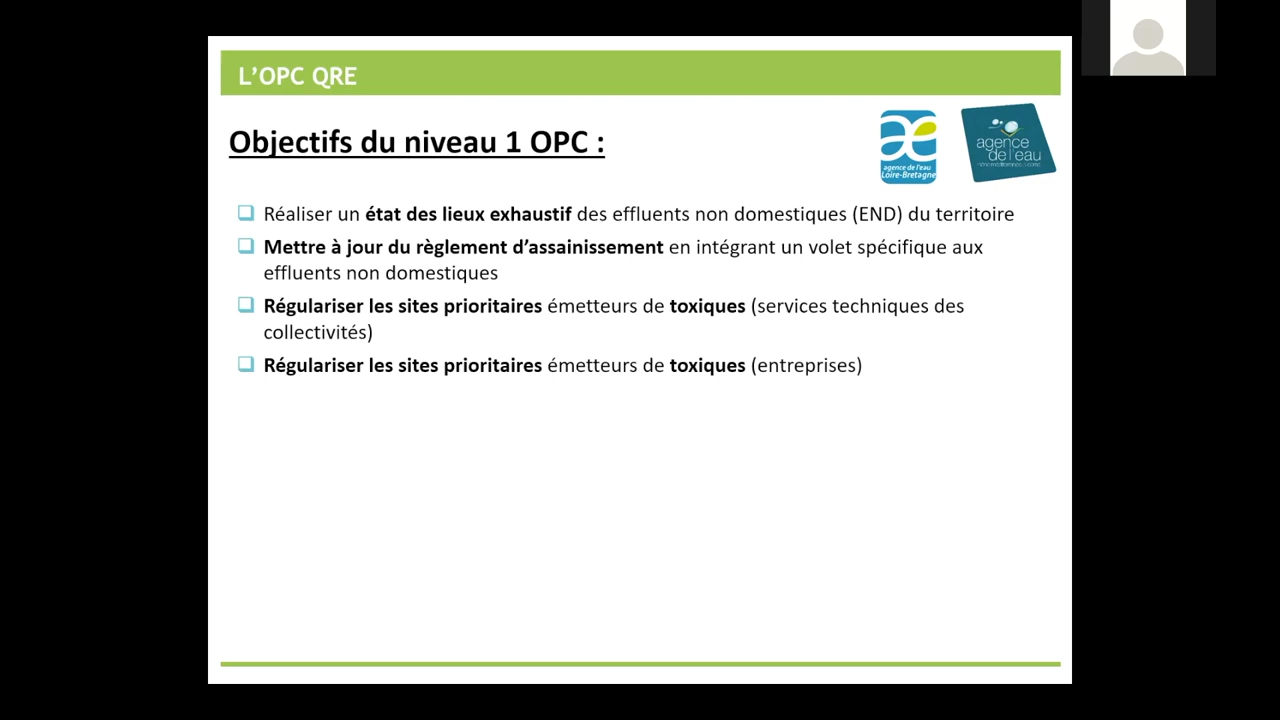 L'OPC QRE
Objectifs du niveau 1 OPC :
agence de l'eau
Loire-Bretagne
agence
de l'eau
❑ Réaliser un état des lieux exhaustif des effluents non domestiques (END) du territoire
❑ Mettre à jour du règlement d'assainissement en intégrant un volet spécifique aux
effluents non domestiques
❑ Régulariser les sites prioritaires émetteurs de toxiques (services techniques des
collectivités)
❑ Régulariser les sites prioritaires émetteurs de toxiques (entreprises)